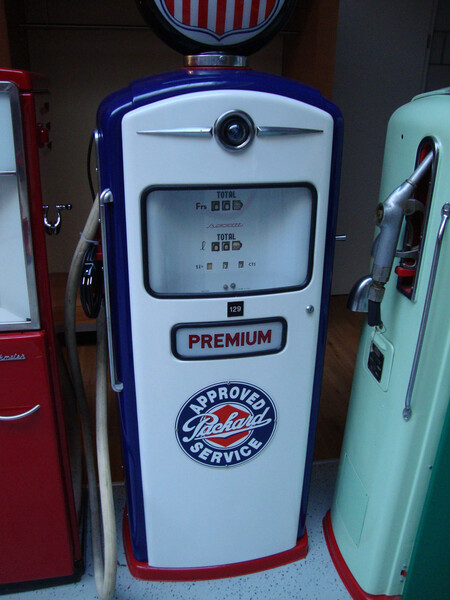 TOTAL
Frs
TOTAL
l
129
PREMIUM
APPROVED
Packard
SERVICE